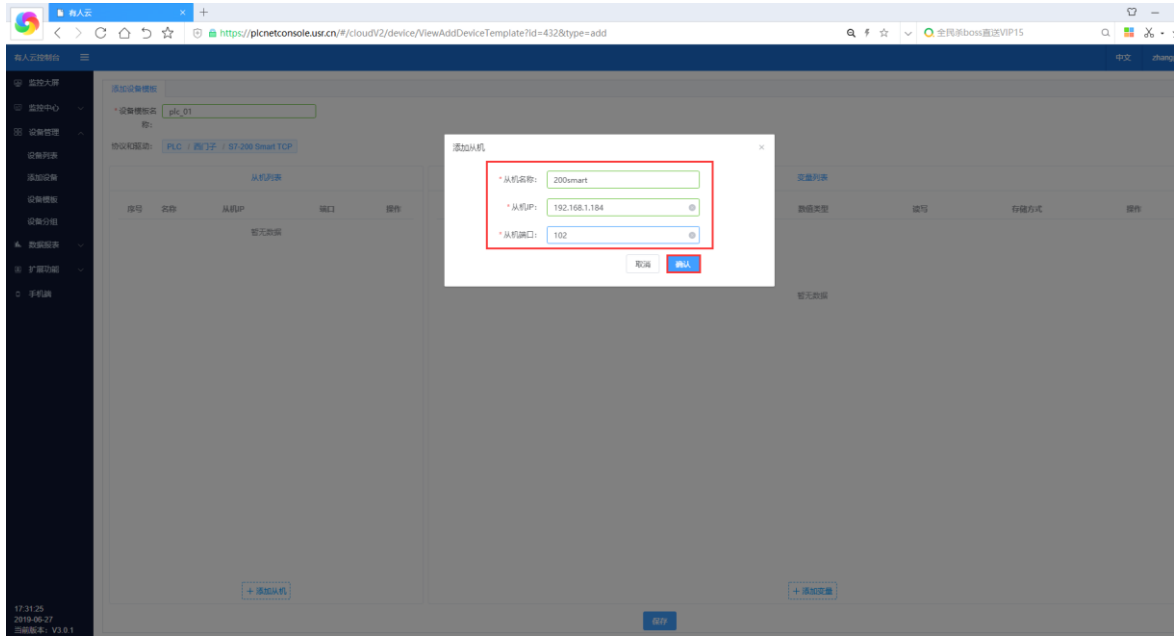 有人云
https://plcnetconsole.usr.cn/#/cloudV2/device/ViewAddDeviceTemplate?id=432&type=add
全民杀boss直送VIP15
有人云控制台
中文
zhang
监控大屏
监控中心
设备管理
设备列表
添加设备
设备模板
设备分组
数据报表
扩展功能
手机端
添加设备模板
*设备模板名称:
plc_01
协议和驱动:
PLC / 西门子 / S7-200 Smart TCP
从机列表
序号 名称 从机IP 端口 操作
暂无数据
+ 添加从机
添加从机
*从机名称: 200smart
*从机IP: 192.168.1.184
*从机端口: 102
取消 确认
变量列表
数据类型 读写 存储方式 操作
暂无数据
+ 添加变量
保存
17:31:25
2019-06-27
当前版本: V3.0.1